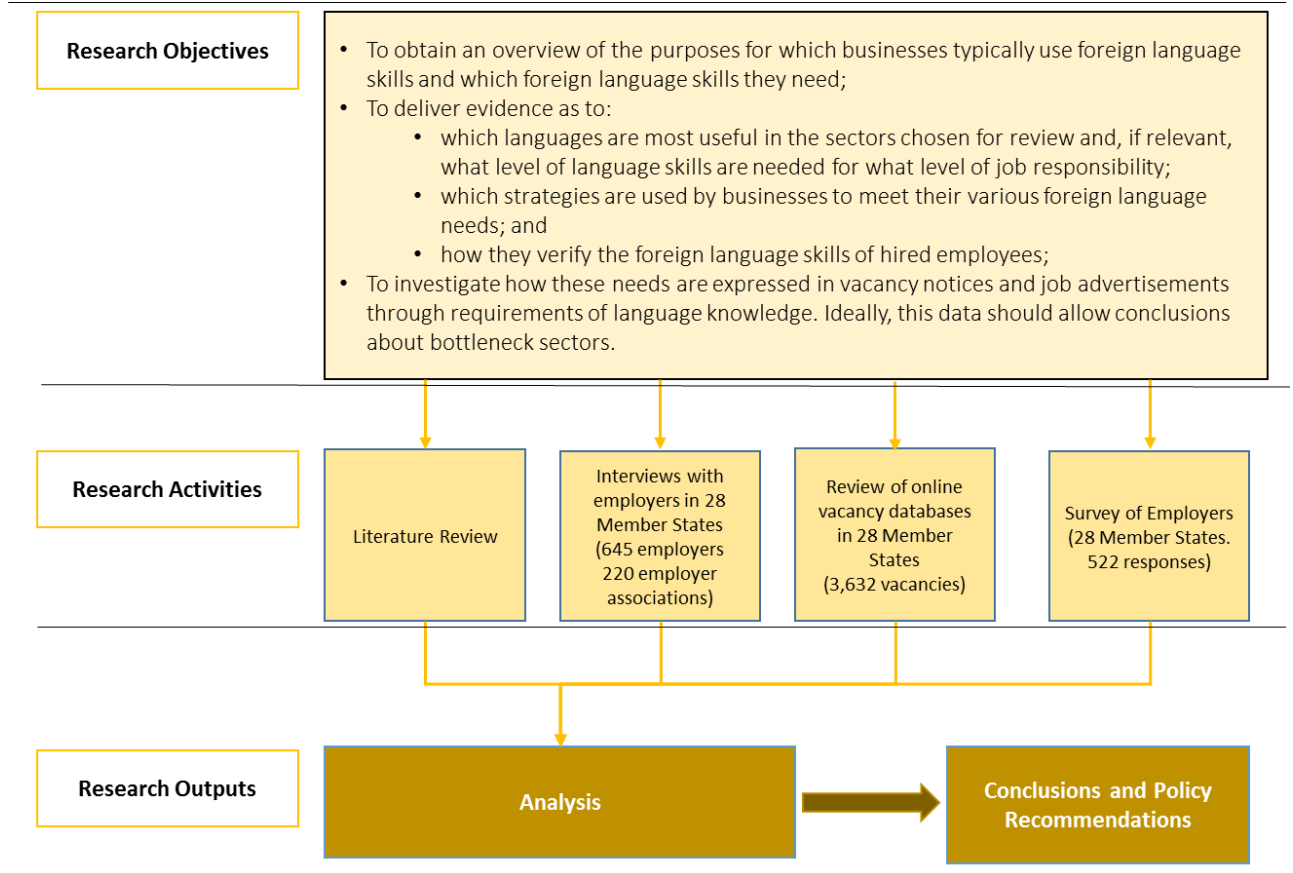 Research Objectives
• To obtain an overview of the purposes for which businesses typically use foreign language
skills and which foreign language skills they need;
• To deliver evidence as to:
• which languages are most useful in the sectors chosen for review and, if relevant,
what level of language skills are needed for what level of job responsibility;
• which strategies are used by businesses to meet their various foreign language
needs; and
• how they verify the foreign language skills of hired employees;
• To investigate how these needs are expressed in vacancy notices and job advertisements
through requirements of language knowledge. Ideally, this data should allow conclusions
about bottleneck sectors.
Research Activities
Literature Review
Interviews with
employers in 28
Member States
(645 employers
220 employer
associations)
Review of online
vacancy databases
in 28 Member
States
(3,632 vacancies)
Survey of Employers
(28 Member States.
522 responses)
Research Outputs
Analysis
Conclusions and Policy
Recommendations